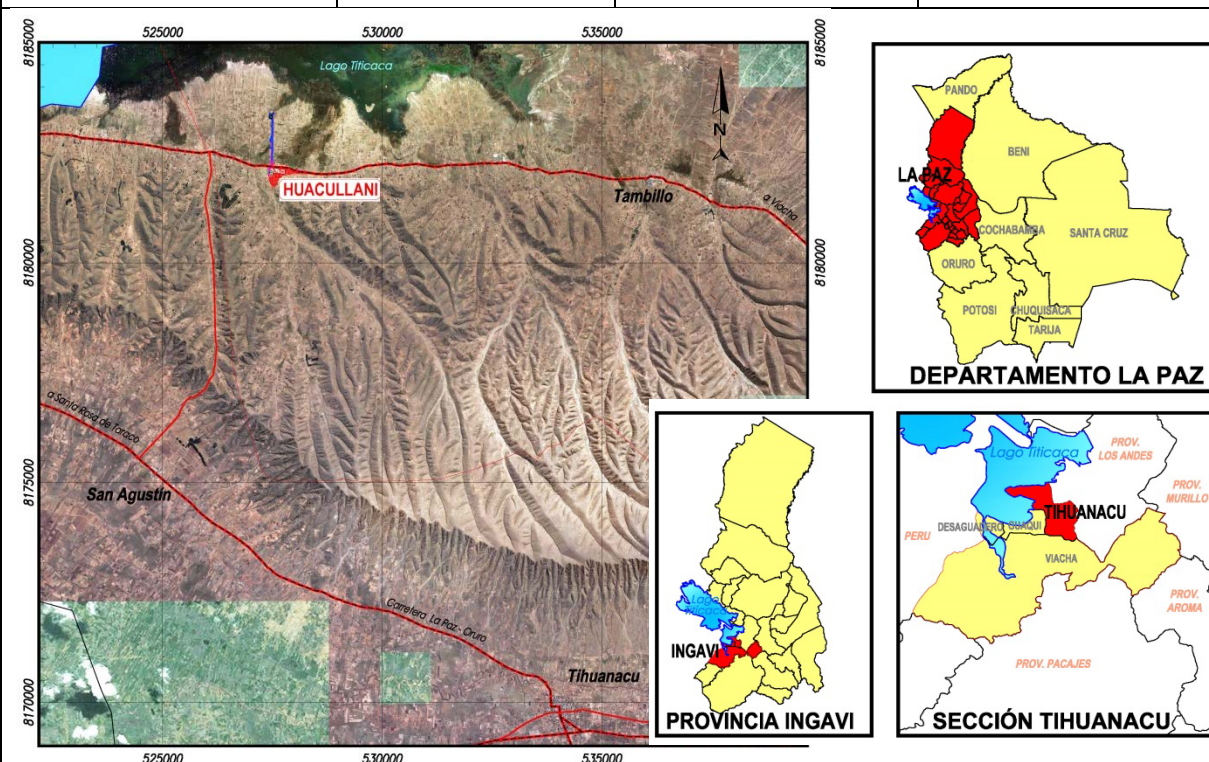 525000
530000
535000
8185000
8185000
Lago Titicaca
N
HUACULLANI
Tambillo
a Viacha
8180000
8180000
a Santa Rosa de Taraco
San Agustín
8175000
8175000
Carretera La Paz - Oruro
Tihuanacu
8170000
525000
530000
535000
PANDO
BENI
LA PAZ
COCHABAMBA
SANTA CRUZ
ORURO
POTOSI
CHUQUISACA
TARIJA
DEPARTAMENTO LA PAZ
Lago
Titicaca
INGAVI
PROVINCIA INGAVI
Lago Titicaca
PROV.
LOS ANDES
PROV.
MURILLO
TIHUANACU
DESAGUADERO
GUAQUI
PERU
VIACHA
PROV.
AROMA
PROV. PACAJES
SECCIÓN TIHUANACU